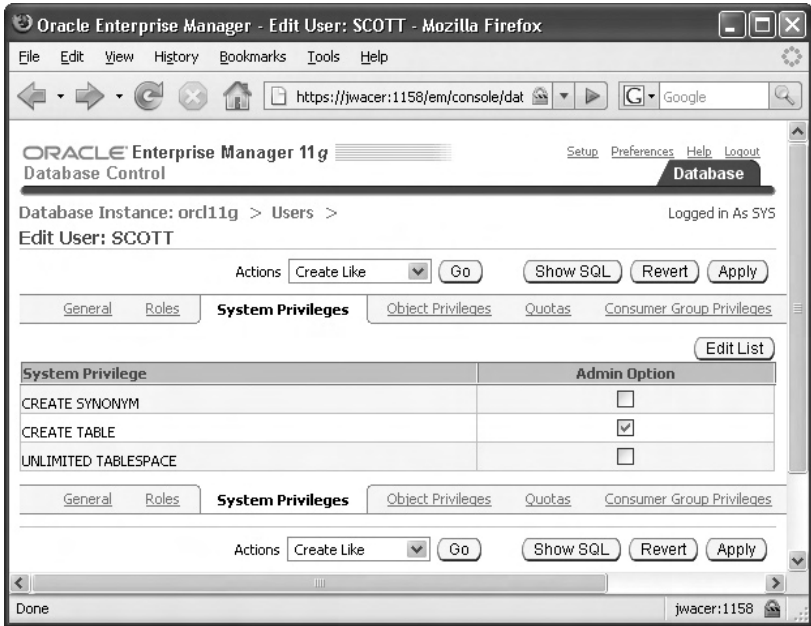 Oracle Enterprise Manager - Edit User: SCOTT - Mozilla Firefox
File Edit View History Bookmarks Tools Help
https://jwacer:1158/em/console/dat G Google
ORACLE Enterprise Manager 11g
Database Control
Setup Preferences Help Logout
Database
Database Instance: orcl11g > Users >
Logged in As SYS
Edit User: SCOTT
Actions Create Like Go Show SQL Revert Apply
General Roles System Privileges Object Privileges Quotas Consumer Group Privileges
Edit List
System Privilege Admin Option
CREATE SYNONYM
CREATE TABLE
UNLIMITED TABLESPACE
General Roles System Privileges Object Privileges Quotas Consumer Group Privileges
Actions Create Like Go Show SQL Revert Apply
Done jwacer:1158